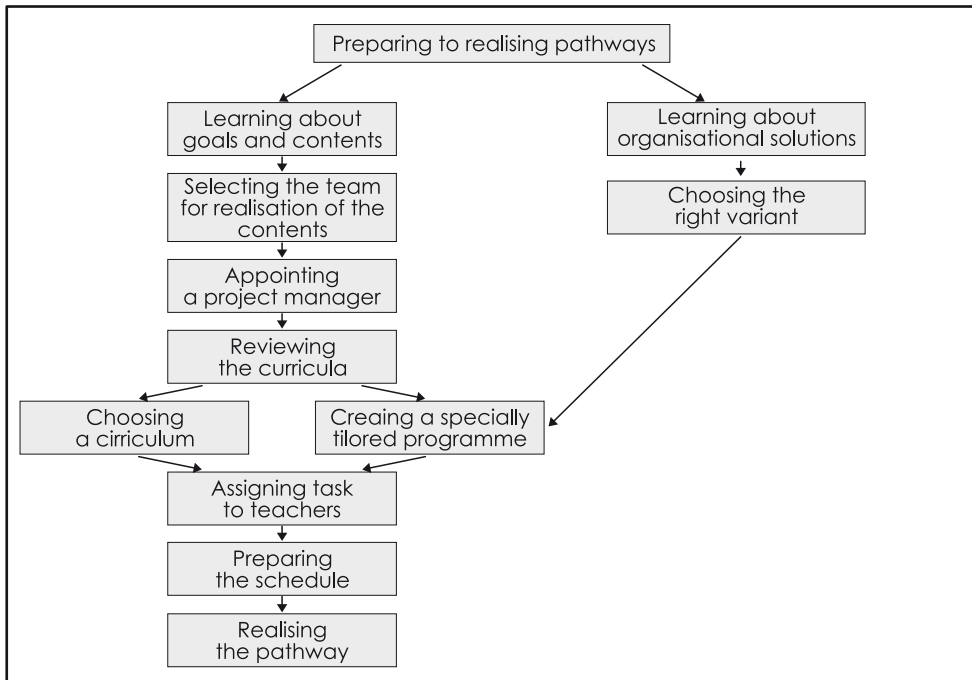 Preparing to realising pathways
Learning about
goals and contents
Learning about
organisational solutions
Selecting the team
for realisation of the
contents
Choosing the
right variant
Appointing
a project manager
Reviewing
the curricula
Choosing
a cirriculum
Creaing a specially
tilored programme
Assigning task
to teachers
Preparing
the schedule
Realising
the pathway